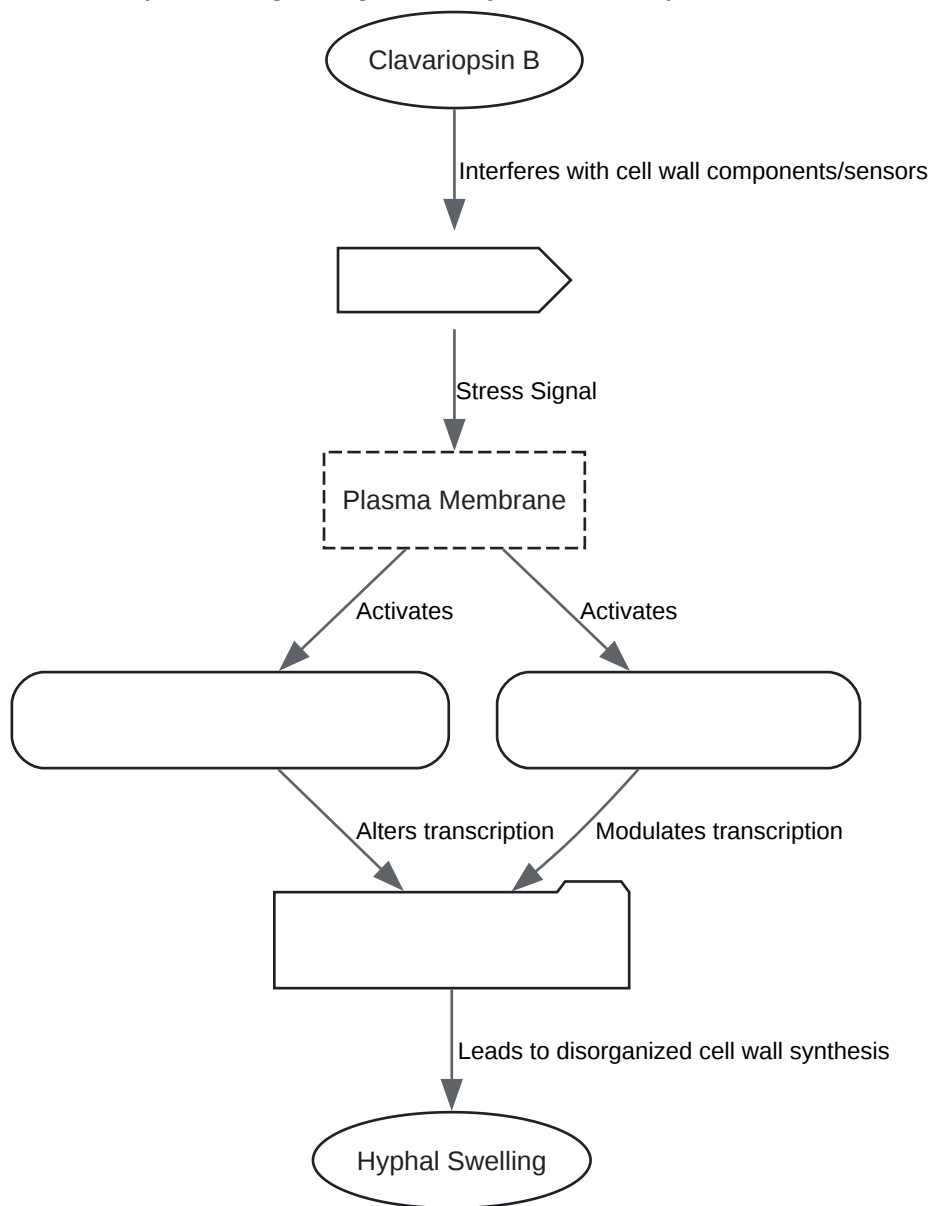 Clavariopsin B
Interferes with cell wall components/sensors
Stress Signal
Plasma Membrane
Activates
Activates
Alters transcription
Modulates transcription
Leads to disorganized cell wall synthesis
Hyphal Swelling